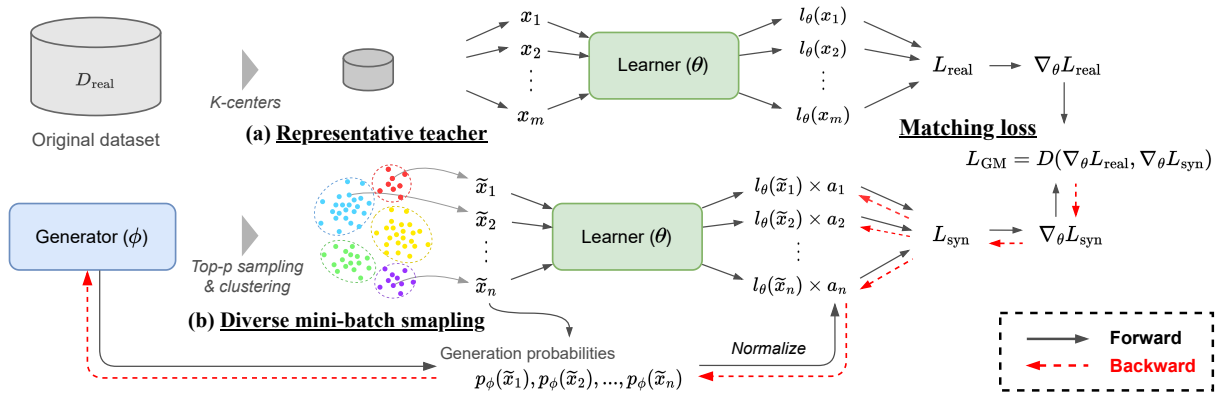 D_real
Original dataset
K-centers
(a) Representative teacher
x_1
x_2
⋮
x_m
Learner (θ)
l_θ(x_1)
l_θ(x_2)
⋮
l_θ(x_m)
L_real
∇_θ L_real
Matching loss
L_GM = D(∇_θ L_real, ∇_θ L_syn)
Generator (ϕ)
Top-p sampling
& clustering
(b) Diverse mini-batch smapling
x̃_1
x̃_2
⋮
x̃_n
Learner (θ)
l_θ(x̃_1) × a_1
l_θ(x̃_2) × a_2
⋮
l_θ(x̃_n) × a_n
L_syn
∇_θ L_syn
Generation probabilities
p_ϕ(x̃_1), p_ϕ(x̃_2), ..., p_ϕ(x̃_n)
Normalize
Forward
Backward